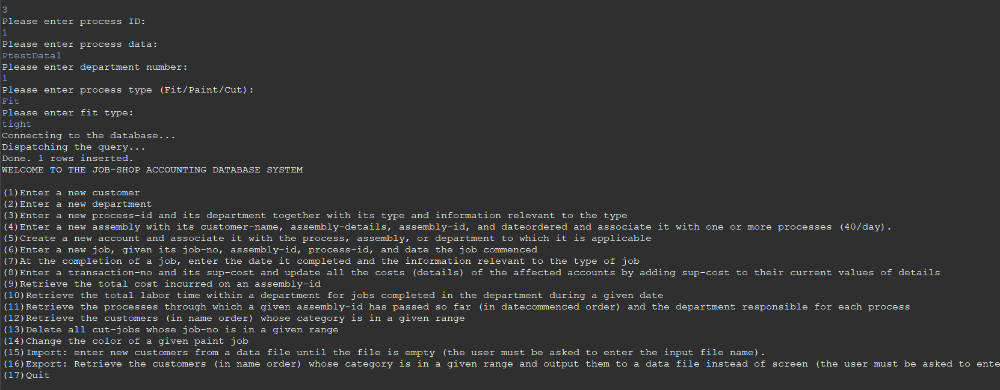 3
Please enter process ID:
1
Please enter process data:
PtestData1
Please enter department number:
1
Please enter process type (Fit/Paint/Cut):
Fit
Please enter fit type:
tight
Connecting to the database...
Dispatching the query...
Done. 1 rows inserted.
WELCOME TO THE JOB-SHOP ACCOUNTING DATABASE SYSTEM
(1)Enter a new customer
(2)Enter a new department
(3)Enter a new process-id and its department together with its type and information relevant to the type
(4)Enter a new assembly with its customer-name, assembly-details, assembly-id, and dateordered and associate it with one or more processes (40/day).
(5)Create a new account and associate it with the process, assembly, or department to which it is applicable
(6)Enter a new job, given its job-no, assembly-id, process-id, and date the job commenced
(7)At the completion of a job, enter the date it completed and the information relevant to the type of job
(8)Enter a transaction-no and its sup-cost and update all the costs (details) of the affected accounts by adding sup-cost to their current values of details
(9)Retrieve the total cost incurred on an assembly-id
(10)Retrieve the total labor time within a department for jobs completed in the department during a given date
(11)Retrieve the processes through which a given assembly-id has passed so far (in datecommenced order) and the department responsible for each process
(12)Retrieve the customers (in name order) whose category is in a given range
(13)Delete all cut-jobs whose job-no is in a given range
(14)Change the color of a given paint job
(15)Import: enter new customers from a data file until the file is empty (the user must be asked to enter the input file name).
(16)Export: Retrieve the customers (in name order) whose category is in a given range and output them to a data file instead of screen (the user must be asked to ente
(17)Quit